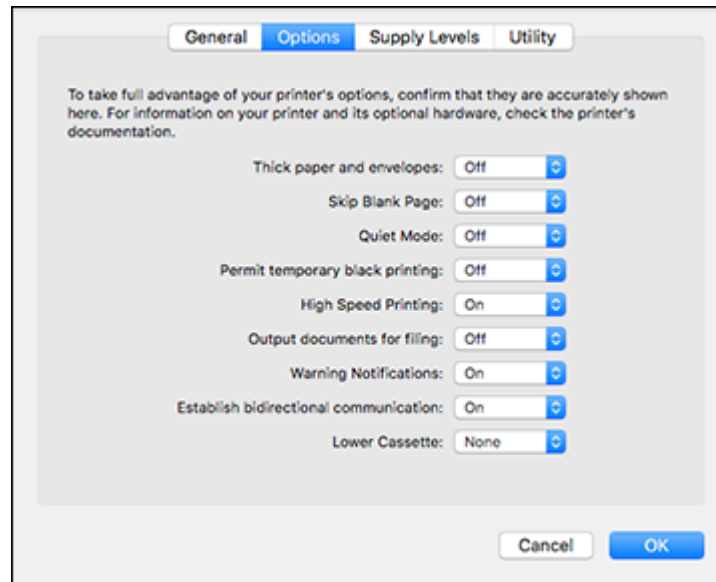 General Options Supply Levels Utility
To take full advantage of your printer's options, confirm that they are accurately shown
here. For information on your printer and its optional hardware, check the printer's
documentation.
Thick paper and envelopes: Off
Skip Blank Page: Off
Quiet Mode: Off
Permit temporary black printing: Off
High Speed Printing: On
Output documents for filing: Off
Warning Notifications: On
Establish bidirectional communication: On
Lower Cassette: None
Cancel OK